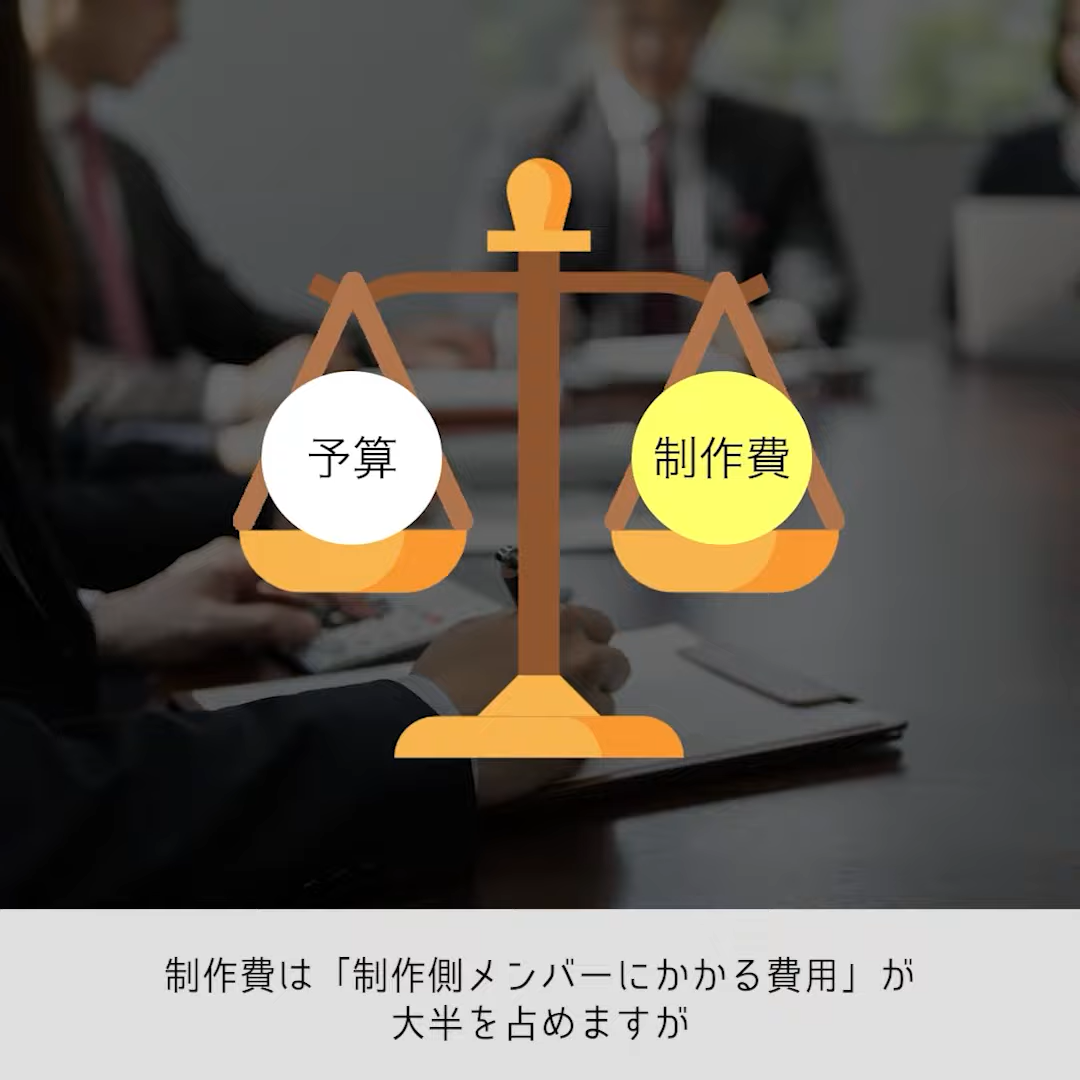 予算
制作費
制作費は「制作側メンバーにかかる費用」が
大半を占めますが